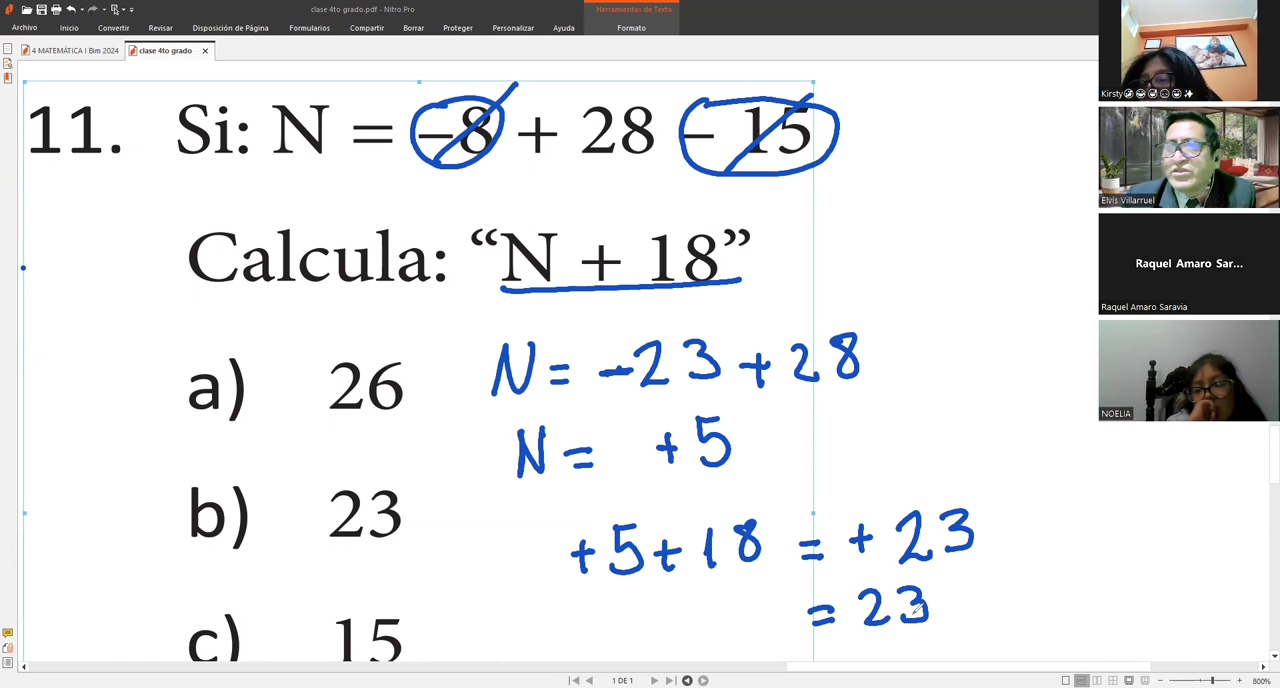 clase 4to grado.pdf - Nitro Pro
Herramientas de Texto
Archivo Inicio Convertir Revisar Disposición de Página Formularios Compartir Borrar Proteger Personalizar Ayuda Formato
4 MATEMÁTICA I Bim 2024 clase 4to grado
11. Si: N = –8 + 28 – 15
Calcula: “N + 18”
N = -23 + 28
a) 26
N = +5
b) 23
+5+18 = +23
= 23
c) 15
Kirsty
Elvis Villarruel
Raquel Amaro Sar...
Raquel Amaro Saravia
NOELIA
1 DE 1
800%